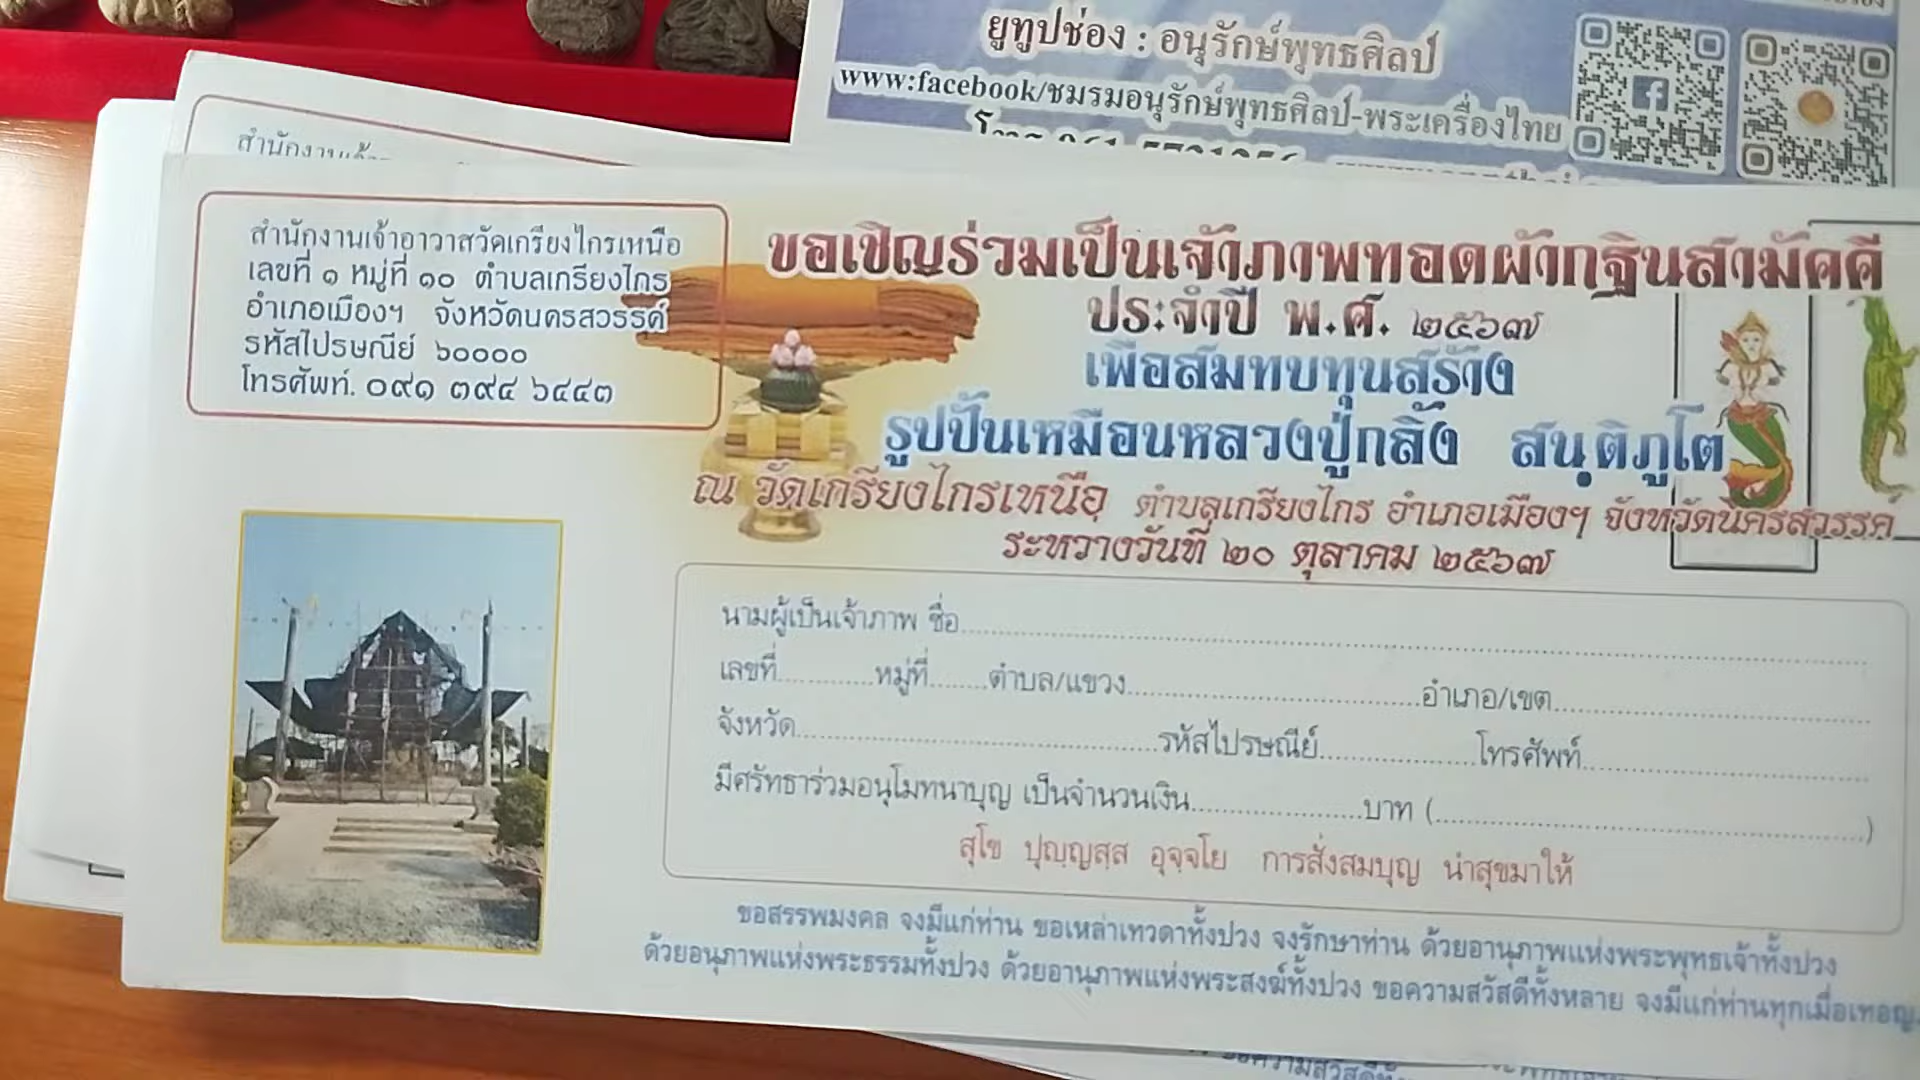 ยูทูปช่อง : อนุรักษ์พุทธศิลป์
www.facebook/ชมรมอนุรักษ์พุทธศิลป์-พระเครื่องไทย
สำนักงานเจ้าอาวาสวัดเกรียงไกรเหนือ
เลขที่ ๑ หมู่ที่ ๑๐ ตำบลเกรียงไกร
อำเภอเมืองฯ จังหวัดนครสวรรค์
รหัสไปรษณีย์ ๖๐๐๐๐
โทรศัพท์. ๐๙๑ ๓๙๔ ๖๔๔๓
ขอเชิญร่วมเป็นเจ้าภาพทอดผ้ากฐินสามัคคี
ประจำปี พ.ศ. ๒๕๖๗
เพื่อสมทบทุนสร้าง
รูปปั้นเหมือนหลวงปู่กลิ้ง สนฺติภูโต
ณ วัดเกรียงไกรเหนือ ตำบลเกรียงไกร อำเภอเมืองฯ จังหวัดนครสวรรค์
ระหวางวันที่ ๒๐ ตุลาคม ๒๕๖๗
นามผู้เป็นเจ้าภาพ ชื่อ
เลขที่ หมู่ที่ ตำบล/แขวง อำเภอ/เขต
จังหวัด รหัสไปรษณีย์ โทรศัพท์
มีศรัทธาร่วมอนุโมทนาบุญ เป็นจำนวนเงิน บาท ( )
สุโข ปุญฺญสฺส อุจฺจโย การสั่งสมบุญ นำสุขมาให้
ขอสรรพมงคล จงมีแก่ท่าน ขอเหล่าเทวดาทั้งปวง จงรักษาท่าน ด้วยอานุภาพแห่งพระพุทธเจ้าทั้งปวง
ด้วยอนุภาพแห่งพระธรรมทั้งปวง ด้วยอานุภาพแห่งพระสงฆ์ทั้งปวง ขอความสวัสดีทั้งหลาย จงมีแก่ท่านทุกเมื่อเทอญ